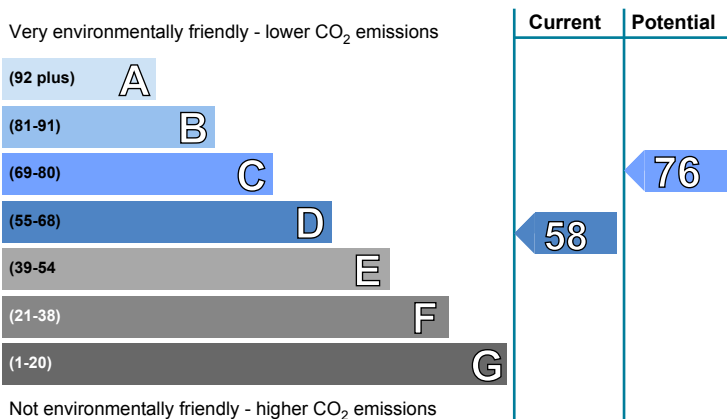 Very environmentally friendly - lower CO₂ emissions
Current
Potential
(92 plus) A
(81-91) B
(69-80) C
(55-68) D
(39-54 E
(21-38) F
(1-20) G
58
76
Not environmentally friendly - higher CO₂ emissions